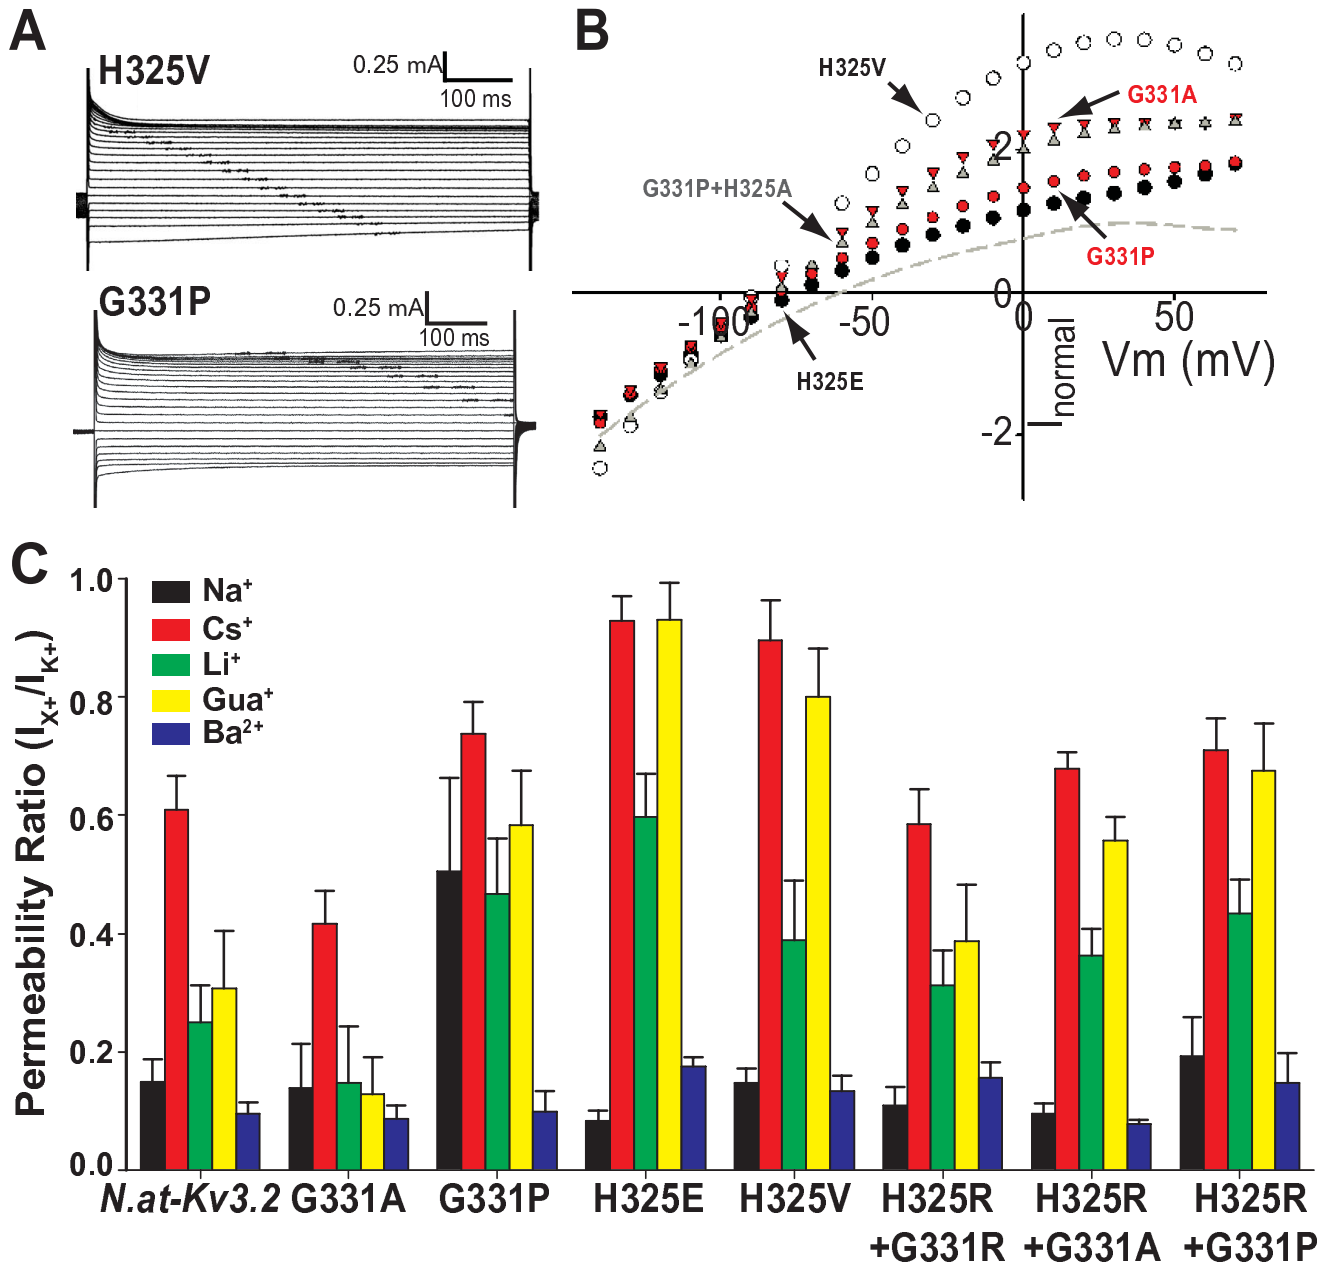 A
H325V
0.25 mA
100 ms
G331P
0.25 mA
100 ms
B
H325V
G331A
2
G331P+H325A
G331P
0
-100
-50
0
50
Vm (mV)
H325E
Inormal
-2
C
Permeability Ratio (IX+/IK+)
1.0
0.8
0.6
0.4
0.2
0.0
Na+
Cs+
Li+
Gua+
Ba2+
N.at-Kv3.2 G331A G331P H325E H325V H325R H325R H325R
+G331R +G331A +G331P